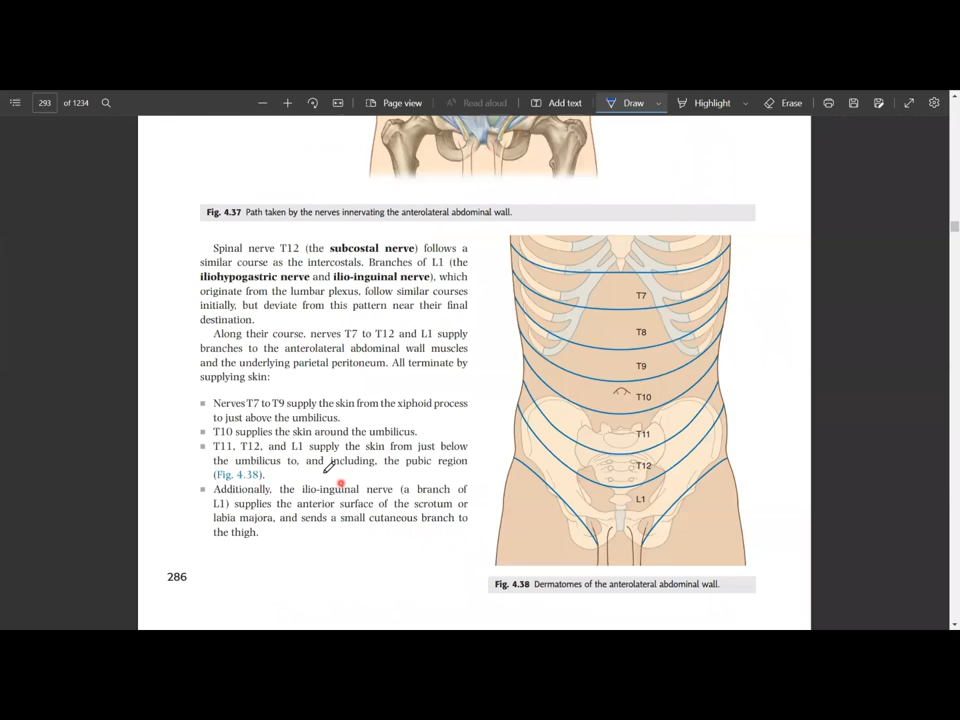 293 of 1234
Page view
Read aloud
Add text
Draw
Highlight
Erase
Fig. 4.37 Path taken by the nerves innervating the anterolateral abdominal wall.
Spinal nerve T12 (the subcostal nerve) follows a
similar course as the intercostals. Branches of L1 (the
iliohypogastric nerve and ilio-inguinal nerve), which
originate from the lumbar plexus, follow similar courses
initially, but deviate from this pattern near their final
destination.
Along their course, nerves T7 to T12 and L1 supply
branches to the anterolateral abdominal wall muscles
and the underlying parietal peritoneum. All terminate by
supplying skin:
■ Nerves T7 to T9 supply the skin from the xiphoid process
to just above the umbilicus.
■ T10 supplies the skin around the umbilicus.
■ T11, T12, and L1 supply the skin from just below
the umbilicus to, and including, the pubic region
(Fig. 4.38).
■ Additionally, the ilio-inguinal nerve (a branch of
L1) supplies the anterior surface of the scrotum or
labia majora, and sends a small cutaneous branch to
the thigh.
286
T7
T8
T9
T10
T11
T12
L1
Fig. 4.38 Dermatomes of the anterolateral abdominal wall.